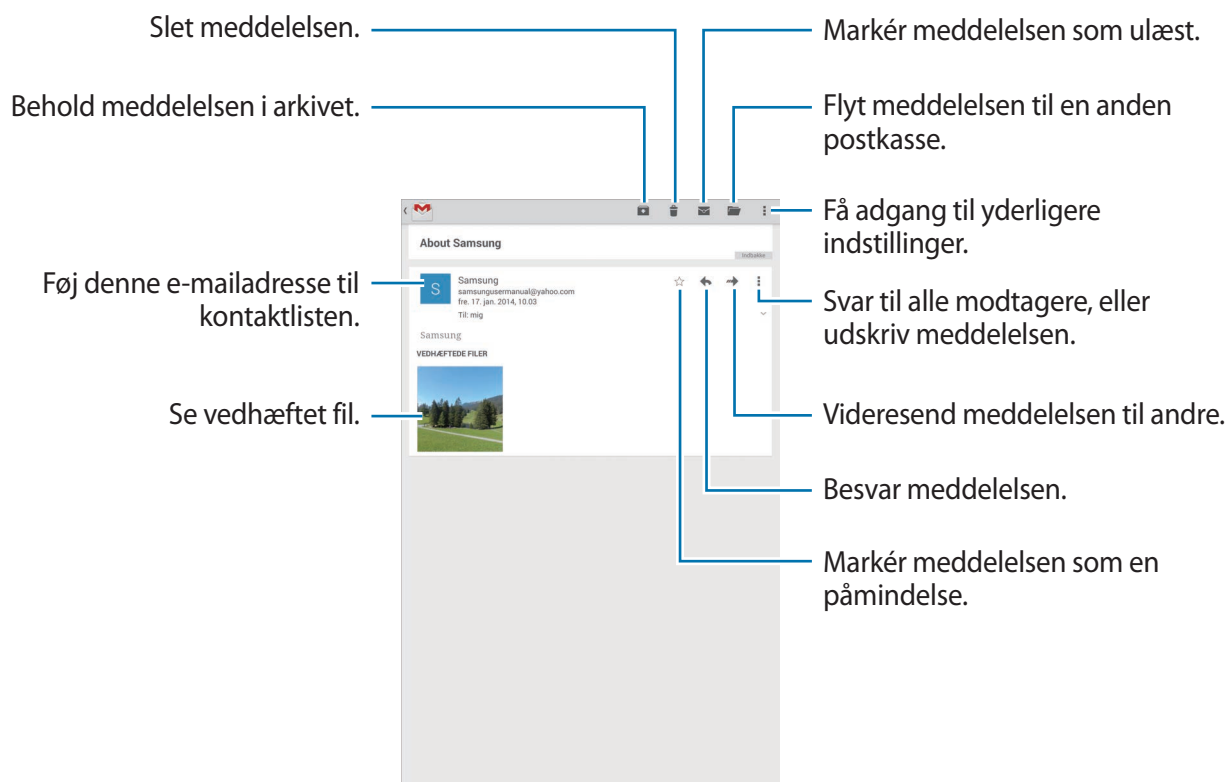 Slet meddelelsen.
Behold meddelelsen i arkivet.
Føj denne e-mailadresse til
kontaktlisten.
Se vedhæftet fil.
About Samsung
Indbakke
S
Samsung
samsungusermanual@yahoo.com
fre. 17. jan. 2014, 10.03
Til: mig
Samsung
VEDHÆFTEDE FILER
Markér meddelelsen som ulæst.
Flyt meddelelsen til en anden
postkasse.
Få adgang til yderligere
indstillinger.
Svar til alle modtagere, eller
udskriv meddelelsen.
Videresend meddelelsen til andre.
Besvar meddelelsen.
Markér meddelelsen som en
påmindelse.